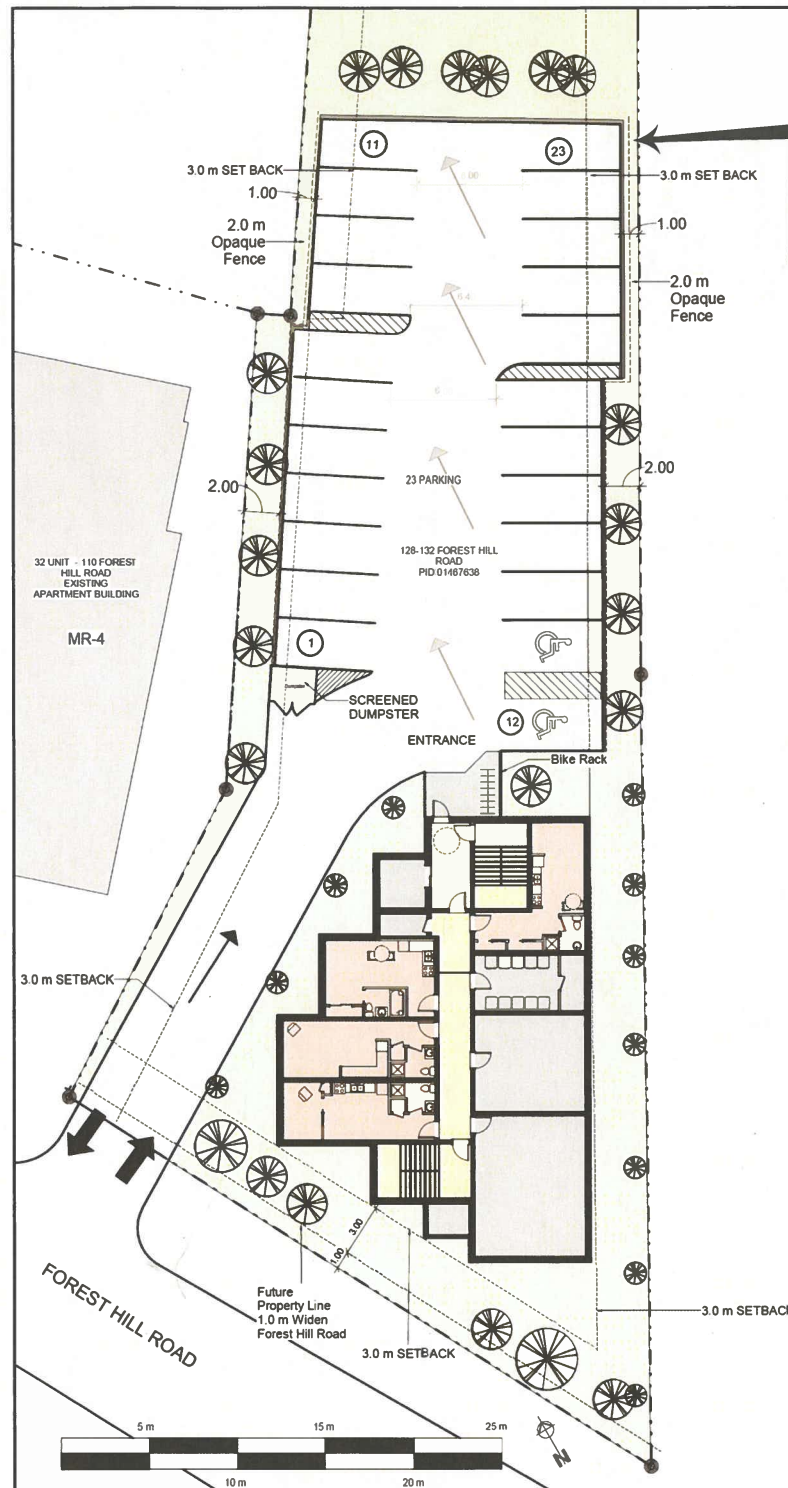 11
23
3.0 m SET BACK
3.0 m SET BACK
1.00
1.00
2.0 m
Opaque
Fence
2.0 m
Opaque
Fence
6.4
6
2.00
2.00
23 PARKING
128-132 FOREST HILL
ROAD
PID 01467638
32 UNIT - 110 FOREST
HILL ROAD
EXISTING
APARTMENT BUILDING
MR-4
1
SCREENED
DUMPSTER
12
ENTRANCE
Bike Rack
3.0 m SETBACK
3.00
1.00
Future
Property Line
1.0 m Widen
Forest Hill Road
FOREST HILL ROAD
3.0 m SETBACK
3.0 m SETBACK
5 m
15 m
25 m
10 m
20 m
N